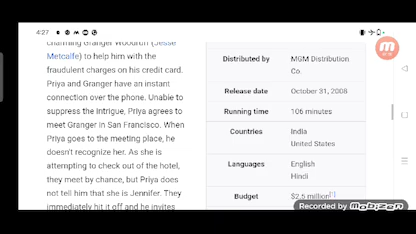 4:27
charming Granger Woodruff (Jesse
Metcalfe) to help him with the
fraudulent charges on his credit card.
Priya and Granger have an instant
connection over the phone. Unable to
suppress the intrigue, Priya agrees to
meet Granger in San Francisco. When
Priya goes to the meeting place, he
doesn't recognize her. As she is
attempting to check out of the hotel,
they meet by chance, but Priya does
not tell him that she is Jennifer. They
immediately hit it off and he invites
Distributed by MGM Distribution
Co.
Release date October 31, 2008
Running time 106 minutes
Countries India
United States
Languages English
Hindi
Budget $2.5 million
Recorded by Mobizen